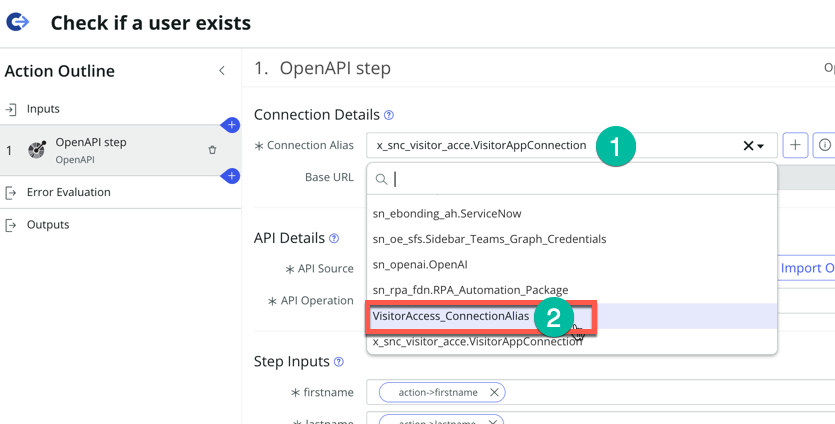 Check if a user exists
Action Outline
Inputs
1
OpenAPI step
OpenAPI
Error Evaluation
Outputs
1. OpenAPI step
Connection Details
Connection Alias
x_snc_visitor_acce.VisitorAppConnection
1
Base URL
sn_ebonding_ah.ServiceNow
sn_oe_sfs.Sidebar_Teams_Graph_Credentials
sn_openai.OpenAI
sn_rpa_fdn.RPA_Automation_Package
VisitorAccess_ConnectionAlias
2
x_snc_visitor_acce.VisitorAppConnection
API Details
API Source
Import O
API Operation
Step Inputs
firstname
action->firstname
lastname
action->lastname